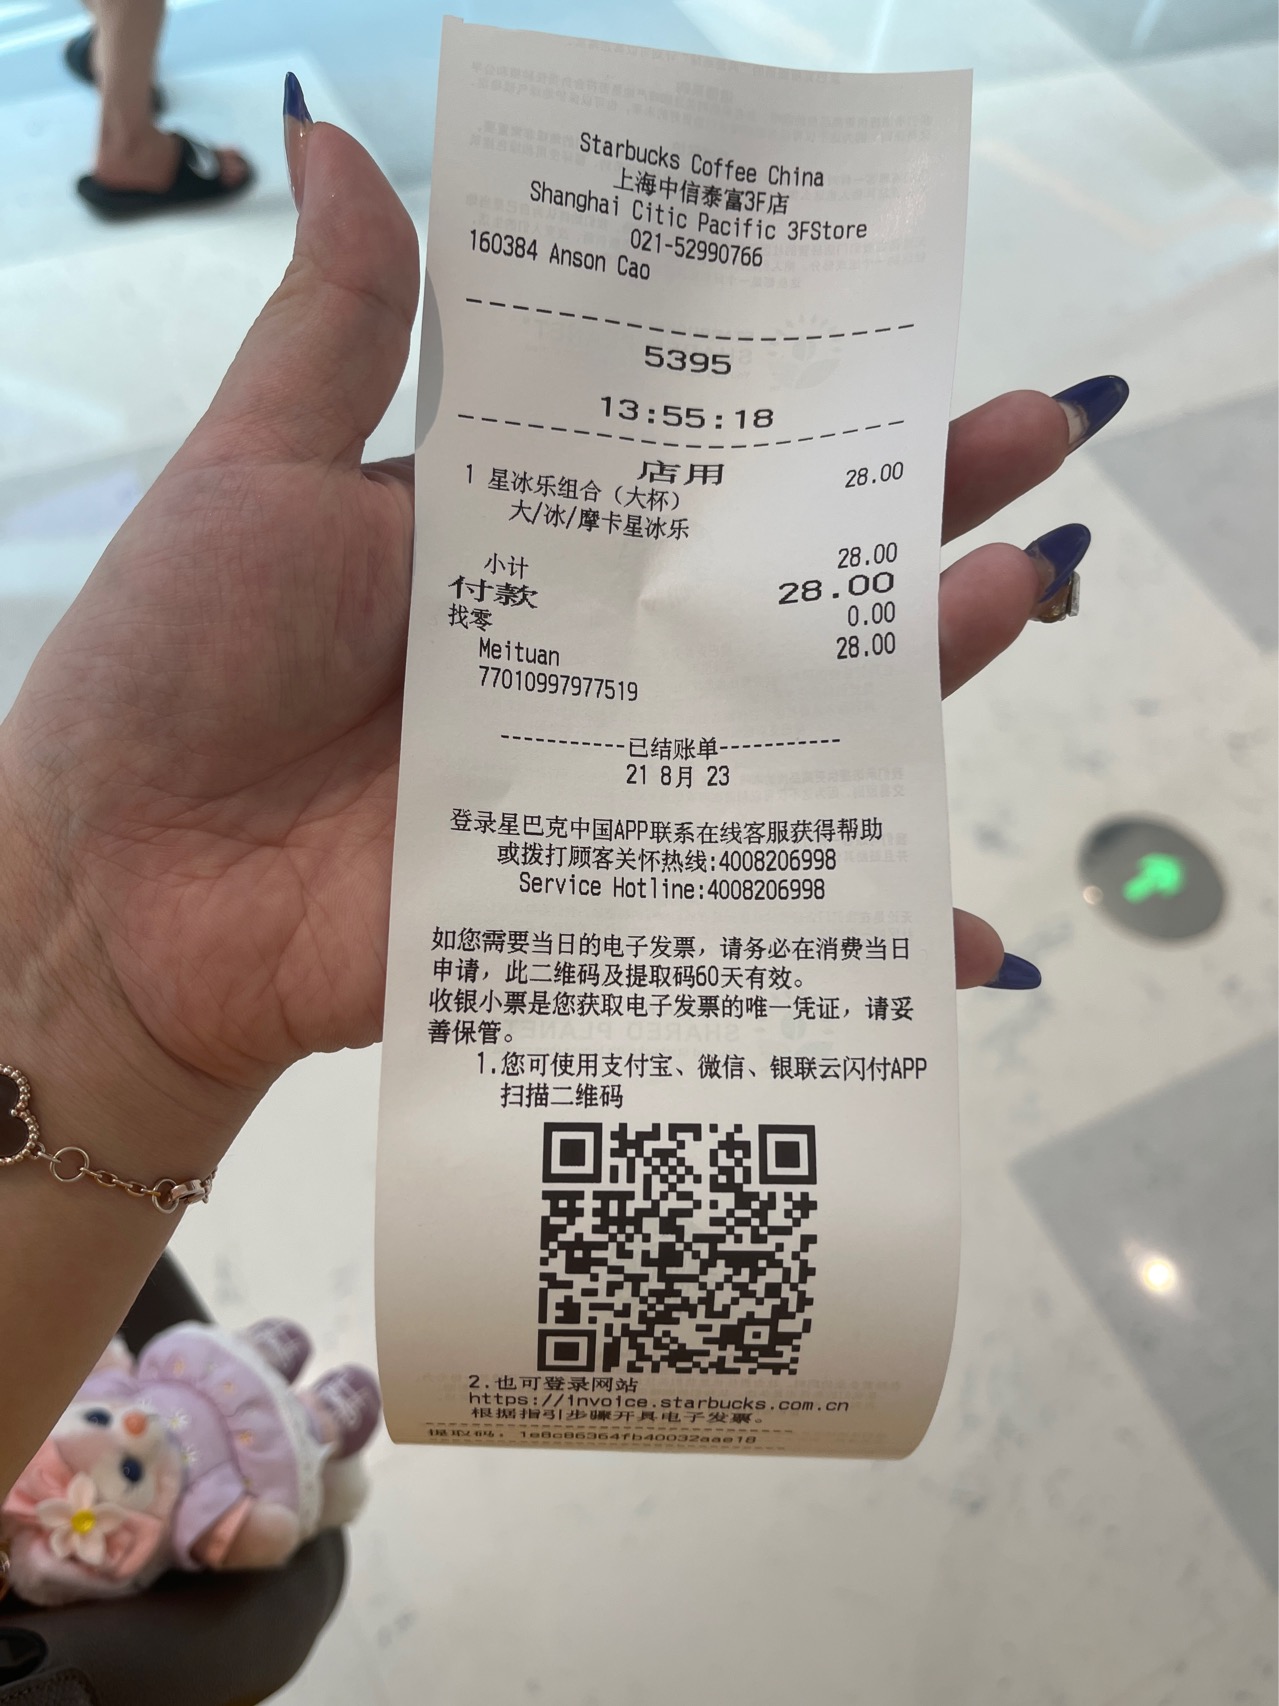 Starbucks Coffee China
上海中信泰富3F店
Shanghai Citic Pacific 3FStore
021-52990766
160384 Anson Cao
5395
13:55:18
店用
1 星冰乐组合（大杯） 28.00
大/冰/摩卡星冰乐
小计 28.00
付款 28.00
找零 0.00
Meituan 28.00
77010997977519
-----------已结账单-----------
21 8月 23
登录星巴克中国APP联系在线客服获得帮助
或拨打顾客关怀热线:4008206998
Service Hotline:4008206998
如您需要当日的电子发票，请务必在消费当日
申请，此二维码及提取码60天有效。
收银小票是您获取电子发票的唯一凭证，请妥
善保管。
1.您可使用支付宝、微信、银联云闪付APP
扫描二维码
2.也可登录网站
https://invoice.starbucks.com.cn
根据指引步骤开具电子发票。
提取码: 1e8c86364fb40032aae18